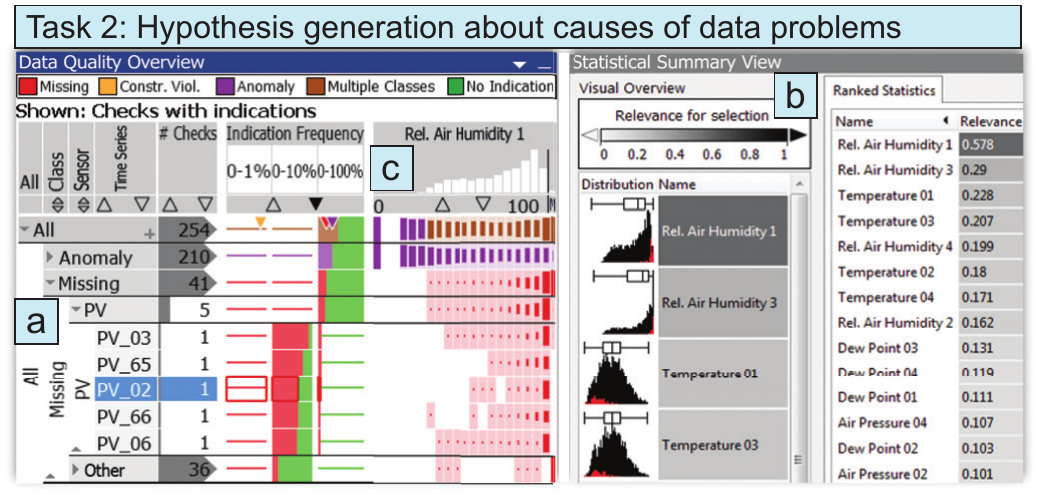 Task 2: Hypothesis generation about causes of data problems
Data Quality Overview
Missing Constr. Viol. Anomaly Multiple Classes No Indication
Shown: Checks with indications
All Class Sensor Time Series # Checks Indication Frequency Rel. Air Humidity 1
0-1% 0-10% 0-100%
c
0 100
All + 254
Anomaly 210
Missing 41
PV 5
a
All Missing PV
PV_03 1
PV_65 1
PV_02 1
PV_66 1
PV_06 1
Other 36
Statistical Summary View
Visual Overview
b
Relevance for selection
0 0.2 0.4 0.6 0.8 1
Distribution Name
Rel. Air Humidity 1
Rel. Air Humidity 3
Temperature 01
Temperature 03
Ranked Statistics
Name Relevance
Rel. Air Humidity 1 0.578
Rel. Air Humidity 3 0.29
Temperature 01 0.228
Temperature 03 0.207
Rel. Air Humidity 4 0.199
Temperature 02 0.18
Temperature 04 0.171
Rel. Air Humidity 2 0.162
Dew Point 03 0.131
Dew Point 04 0.119
Dew Point 01 0.111
Air Pressure 04 0.107
Dew Point 02 0.103
Air Pressure 02 0.101